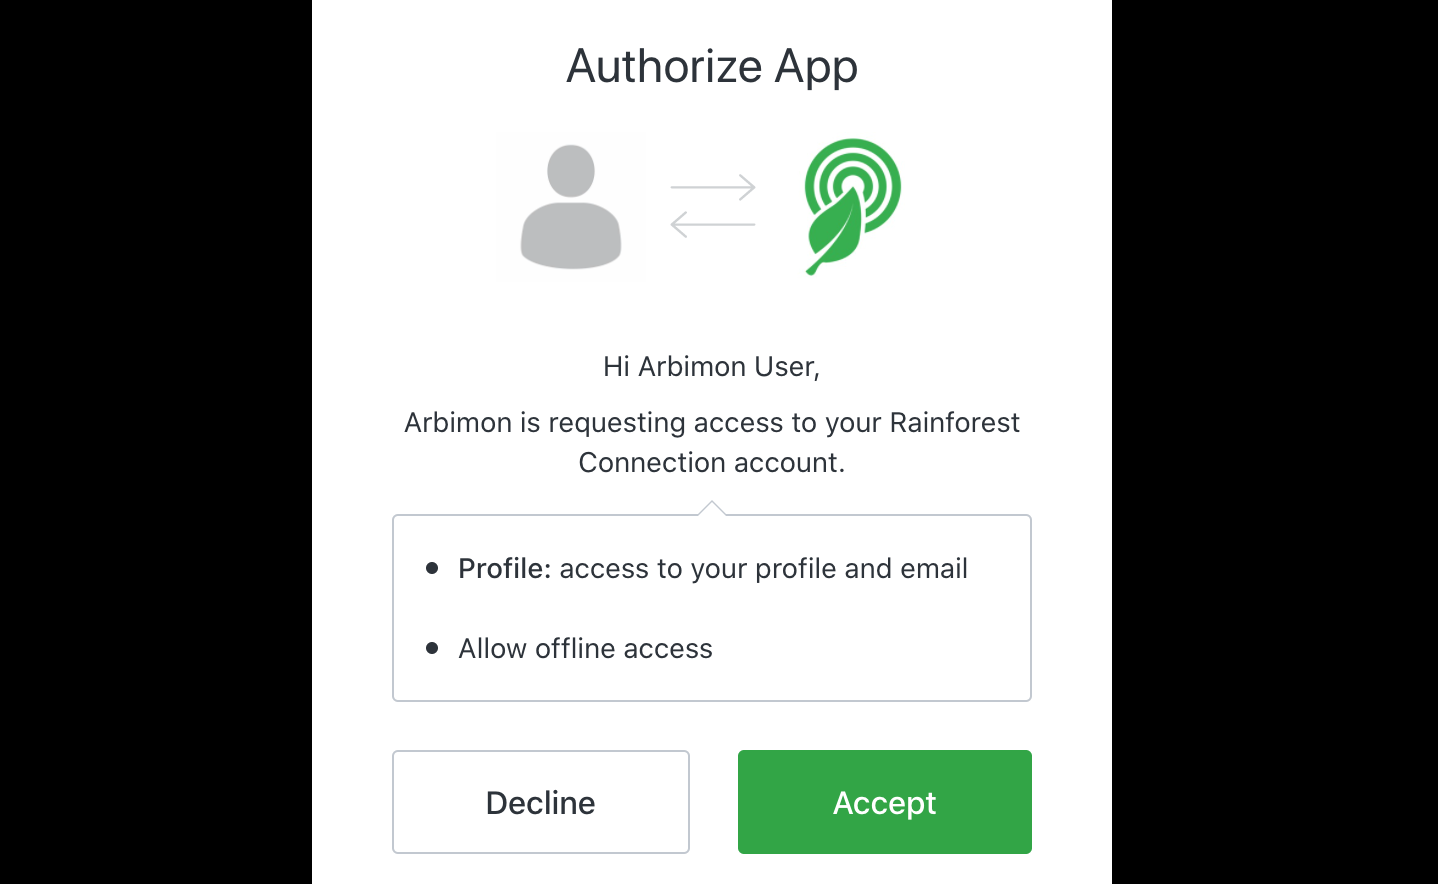 Authorize App
Hi Arbimon User,
Arbimon is requesting access to your Rainforest
Connection account.
Profile: access to your profile and email
Allow offline access
Decline
Accept